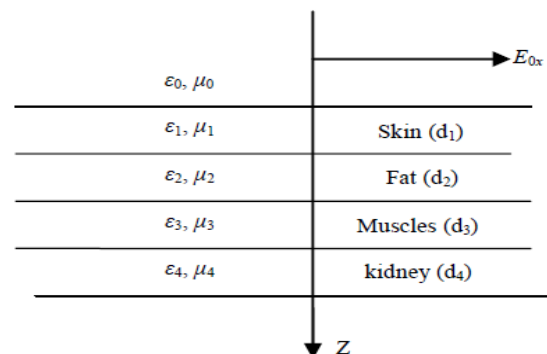 E₀ₓ
ε₀, μ₀
ε₁, μ₁ Skin (d₁)
ε₂, μ₂ Fat (d₂)
ε₃, μ₃ Muscles (d₃)
ε₄, μ₄ kidney (d₄)
Z